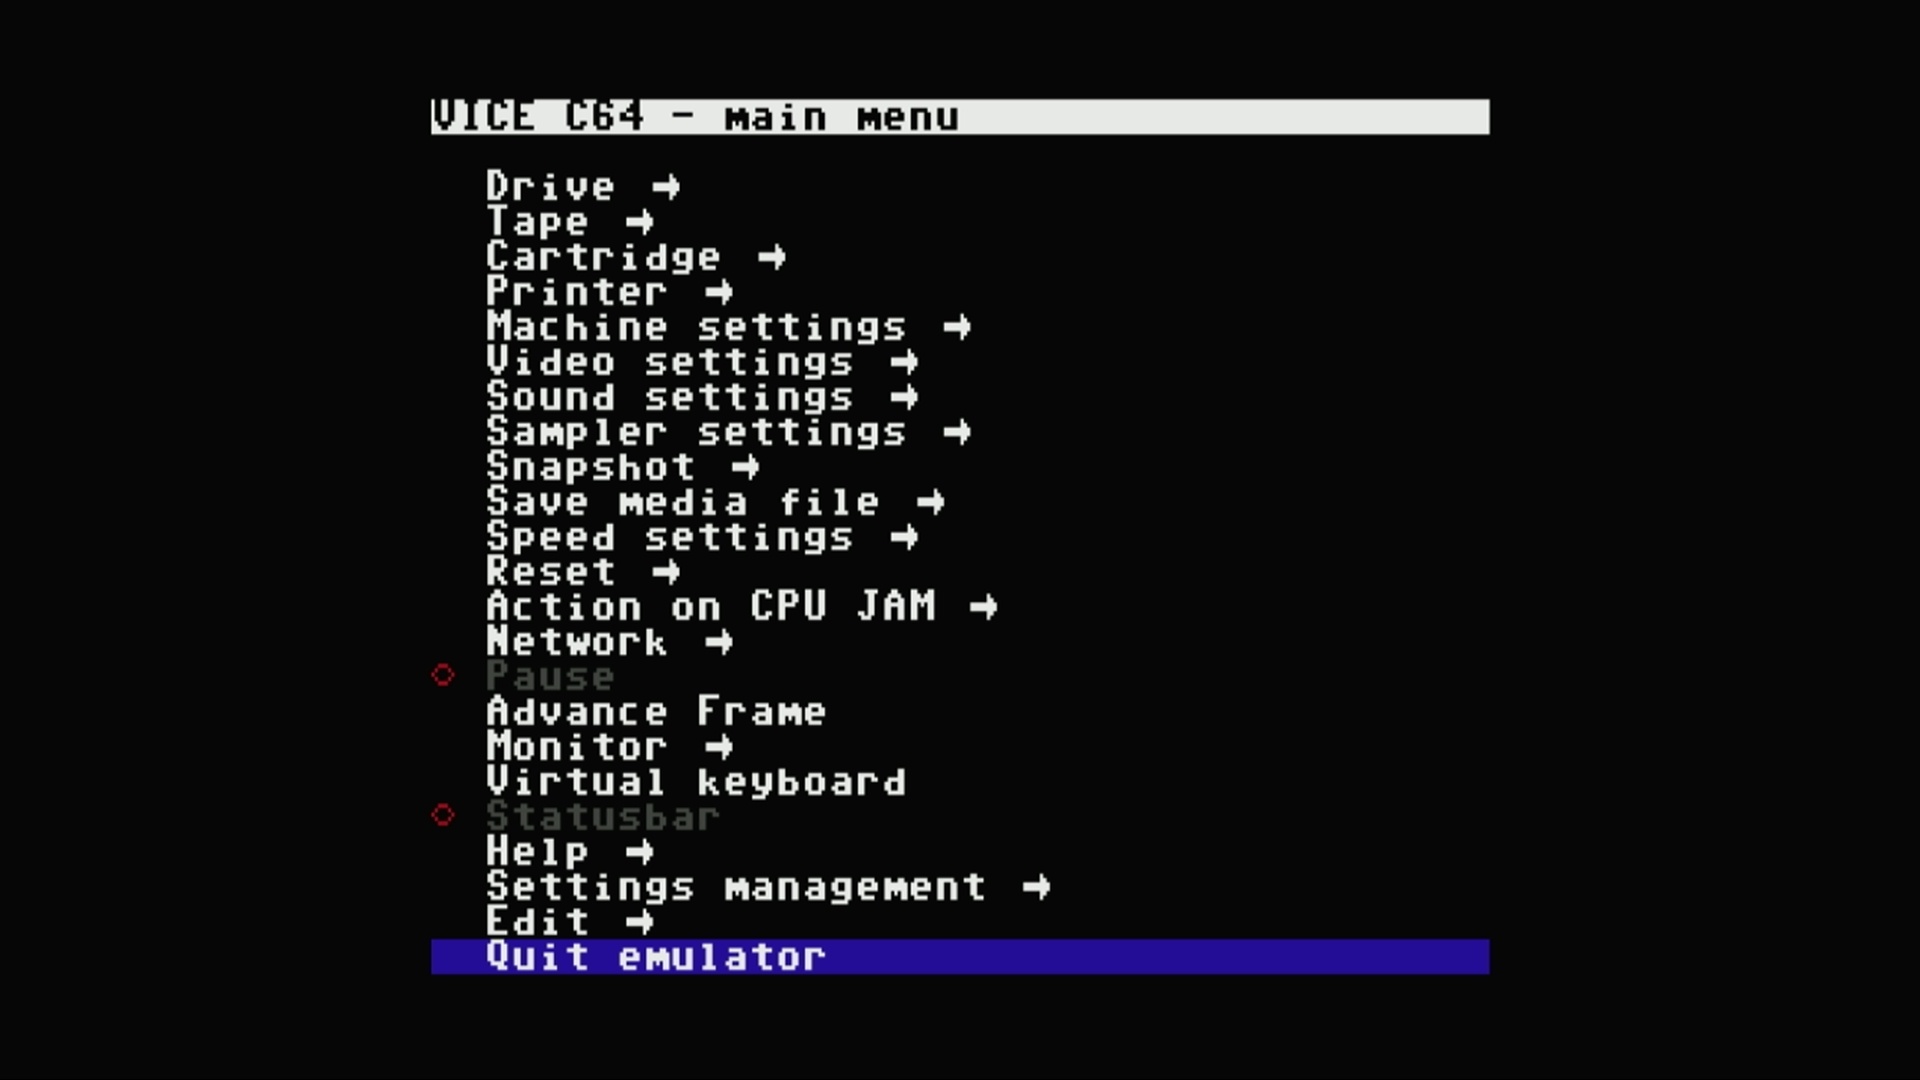 VICE C64 - main menu
Drive →
Tape →
Cartridge →
Printer →
Machine settings →
Video settings →
Sound settings →
Sampler settings →
Snapshot →
Save media file →
Speed settings →
Reset →
Action on CPU JAM →
Network →
Pause
Advance Frame
Monitor →
Virtual keyboard
Statusbar
Help →
Settings management →
Edit →
Quit emulator